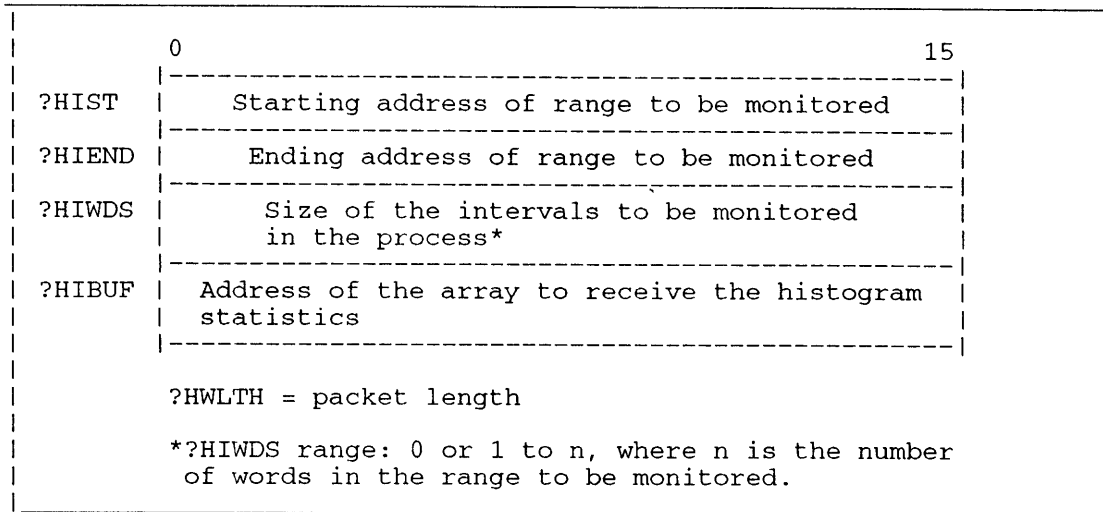 0 15
?HIST Starting address of range to be monitored
?HIEND Ending address of range to be monitored
?HIWDS Size of the intervals to be monitored
in the process*
?HIBUF Address of the array to receive the histogram
statistics
?HWLTH = packet length
*?HIWDS range: 0 or 1 to n, where n is the number
of words in the range to be monitored.